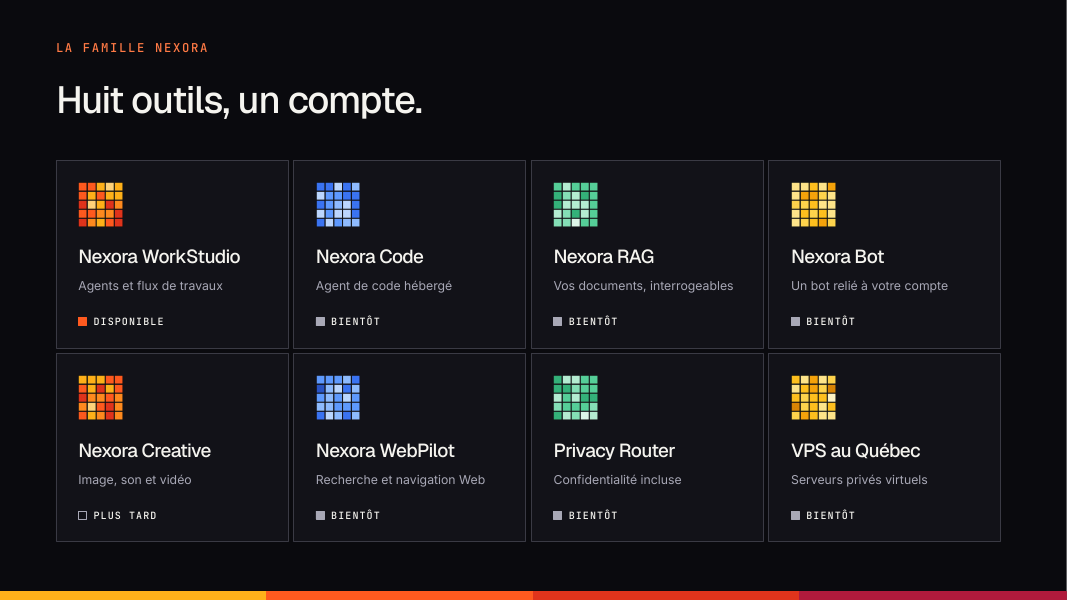 LA FAMILLE NEXORA
Huit outils, un compte.
Nexora WorkStudio
Agents et flux de travaux
DISPONIBLE
Nexora Code
Agent de code hébergé
BIENTÔT
Nexora RAG
Vos documents, interrogeables
BIENTÔT
Nexora Bot
Un bot relié à votre compte
BIENTÔT
Nexora Creative
Image, son et vidéo
PLUS TARD
Nexora WebPilot
Recherche et navigation Web
BIENTÔT
Privacy Router
Confidentialité incluse
BIENTÔT
VPS au Québec
Serveurs privés virtuels
BIENTÔT